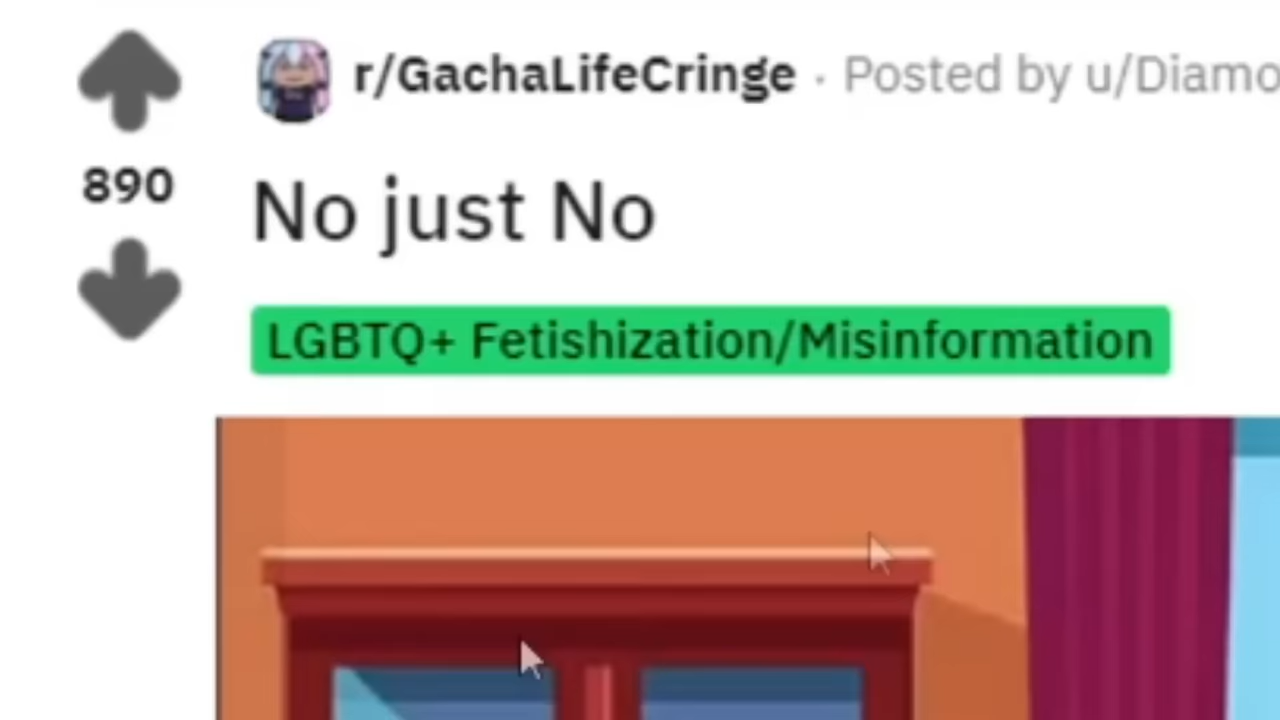 r/GachaLifeCringe · Posted by u/Diamo
890
No just No
LGBTQ+ Fetishization/Misinformation